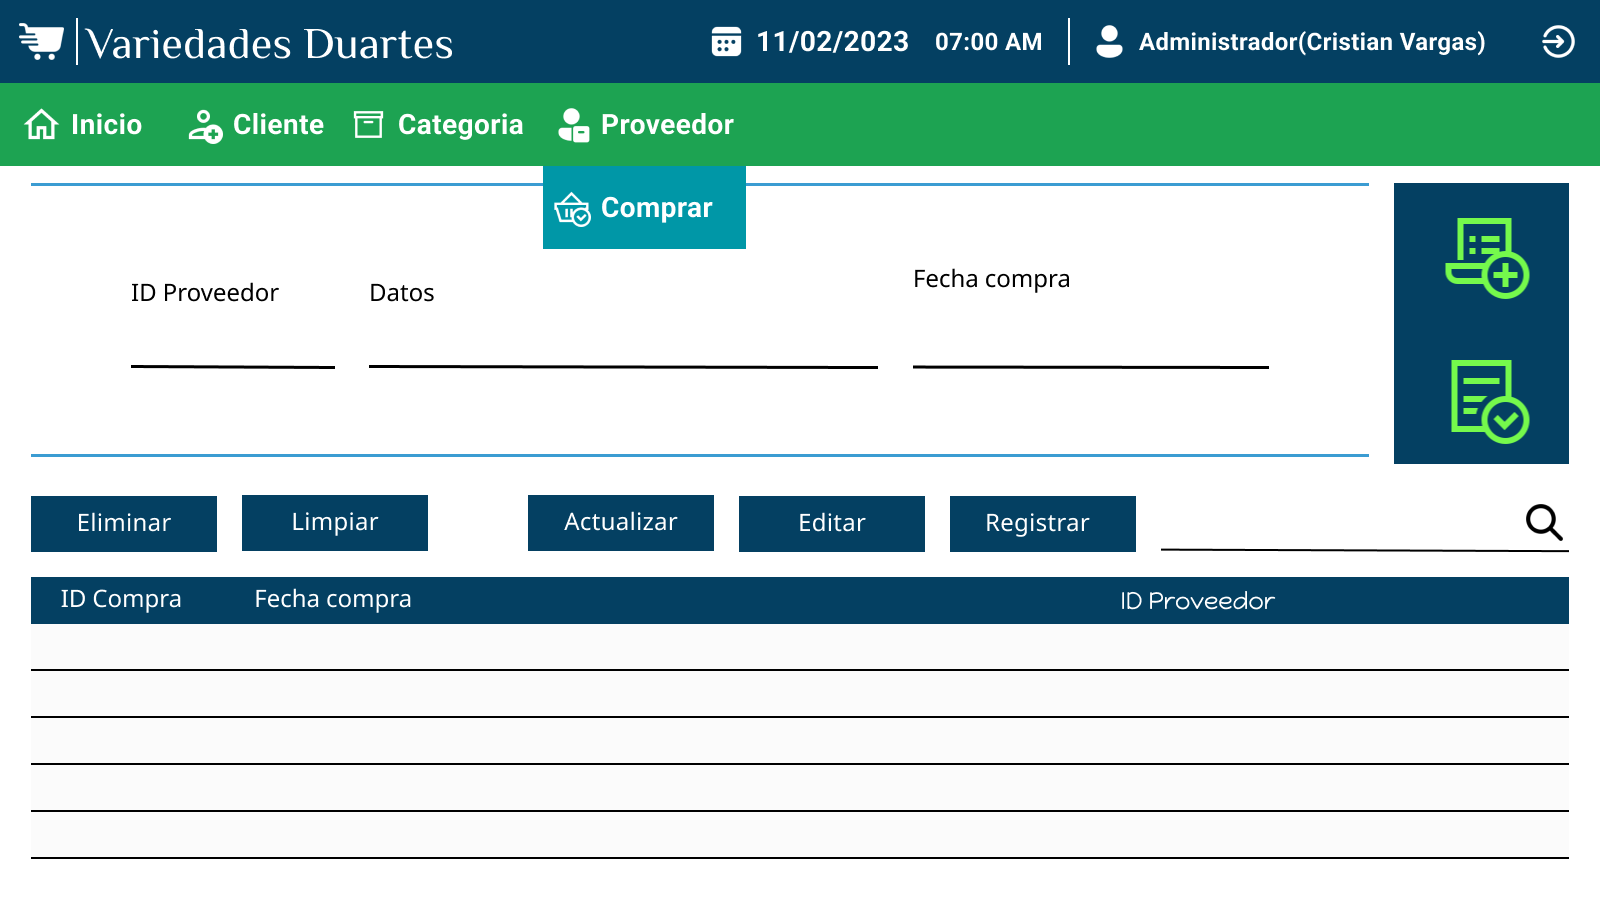 Variedades Duartes 11/02/2023 07:00 AM Administrador(Cristian Vargas)
Inicio Cliente Categoria Proveedor
Comprar
ID Proveedor Datos Fecha compra
Eliminar Limpiar Actualizar Editar Registrar
ID Compra Fecha compra ID Proveedor